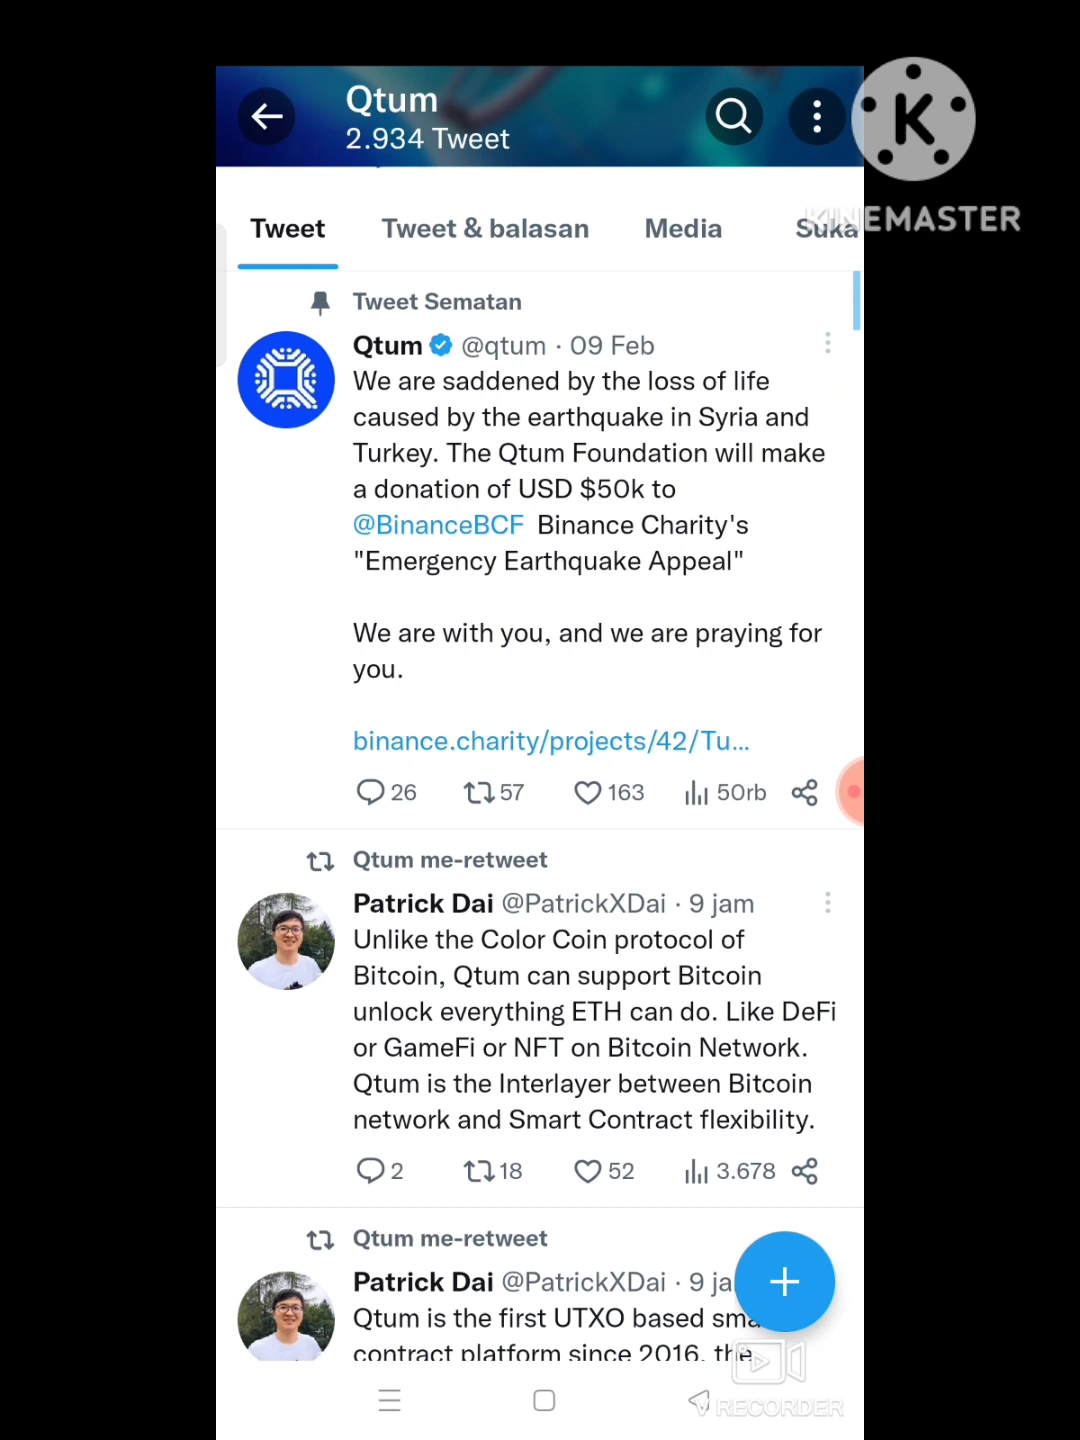 Qtum
2.934 Tweet
K
KINEMASTER
Tweet
Tweet & balasan
Media
Suka
Tweet Sematan
Qtum @qtum · 09 Feb
We are saddened by the loss of life
caused by the earthquake in Syria and
Turkey. The Qtum Foundation will make
a donation of USD $50k to
@BinanceBCF Binance Charity's
"Emergency Earthquake Appeal"
We are with you, and we are praying for
you.
binance.charity/projects/42/Tu...
26 57 163 50rb
Qtum me-retweet
Patrick Dai @PatrickXDai · 9 jam
Unlike the Color Coin protocol of
Bitcoin, Qtum can support Bitcoin
unlock everything ETH can do. Like DeFi
or GameFi or NFT on Bitcoin Network.
Qtum is the Interlayer between Bitcoin
network and Smart Contract flexibility.
2 18 52 3.678
Qtum me-retweet
Patrick Dai @PatrickXDai · 9 ja
Qtum is the first UTXO based sma
contract platform since 2016, the
V RECORDER